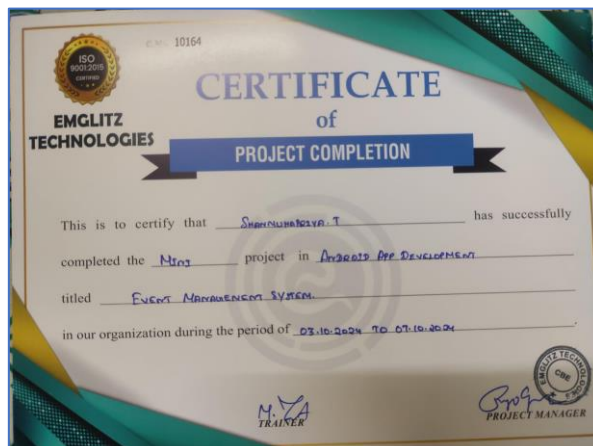 ISO
9001:2015
CERTIFIED
10164
EMGLITZ
TECHNOLOGIES
CERTIFICATE
of
PROJECT COMPLETION
This is to certify that SHANMUHAPRIYA.T has successfully
completed the MINI project in ANDROID APP DEVELOPMENT
titled EVENT MANAGEMENT SYSTEM.
in our organization during the period of 03.10.2024 TO 07.10.2024.
TRAINER
PROJECT MANAGER
EMGLITZ TECHNOLOGIES
CBE